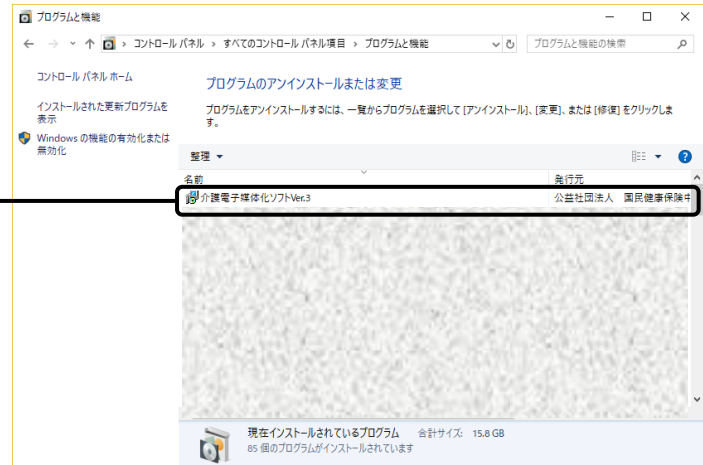 プログラムと機能
コントロール パネル › すべてのコントロール パネル項目 › プログラムと機能
プログラムと機能の検索
コントロール パネル ホーム
インストールされた更新プログラムを
表示
Windows の機能の有効化または
無効化
プログラムのアンインストールまたは変更
プログラムをアンインストールするには、一覧からプログラムを選択して [アンインストール]、[変更]、または [修復] をクリックしま
す。
整理
名前 発行元
介護電子媒体化ソフトVer.3 公益社団法人 国民健康保険中
現在インストールされているプログラム 合計サイズ: 15.8 GB
85 個のプログラムがインストールされています